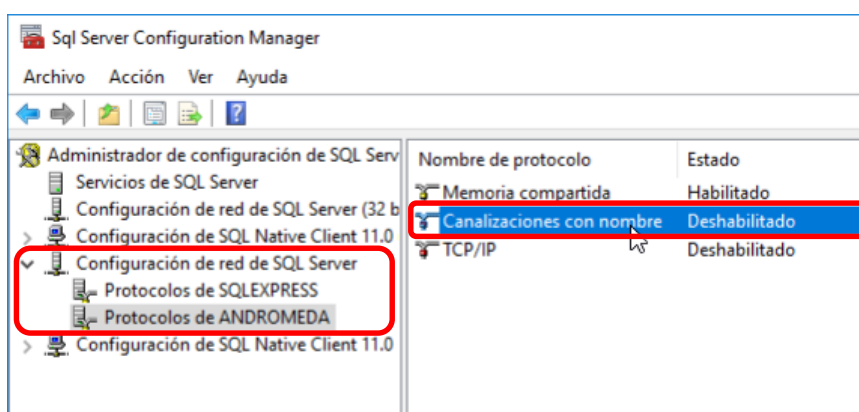 Sql Server Configuration Manager
Archivo Acción Ver Ayuda
Administrador de configuración de SQL Serv
Servicios de SQL Server
Configuración de red de SQL Server (32 b
Configuración de SQL Native Client 11.0
Configuración de red de SQL Server
Protocolos de SQLEXPRESS
Protocolos de ANDROMEDA
Configuración de SQL Native Client 11.0
Nombre de protocolo Estado
Memoria compartida Habilitado
Canalizaciones con nombre Deshabilitado
TCP/IP Deshabilitado